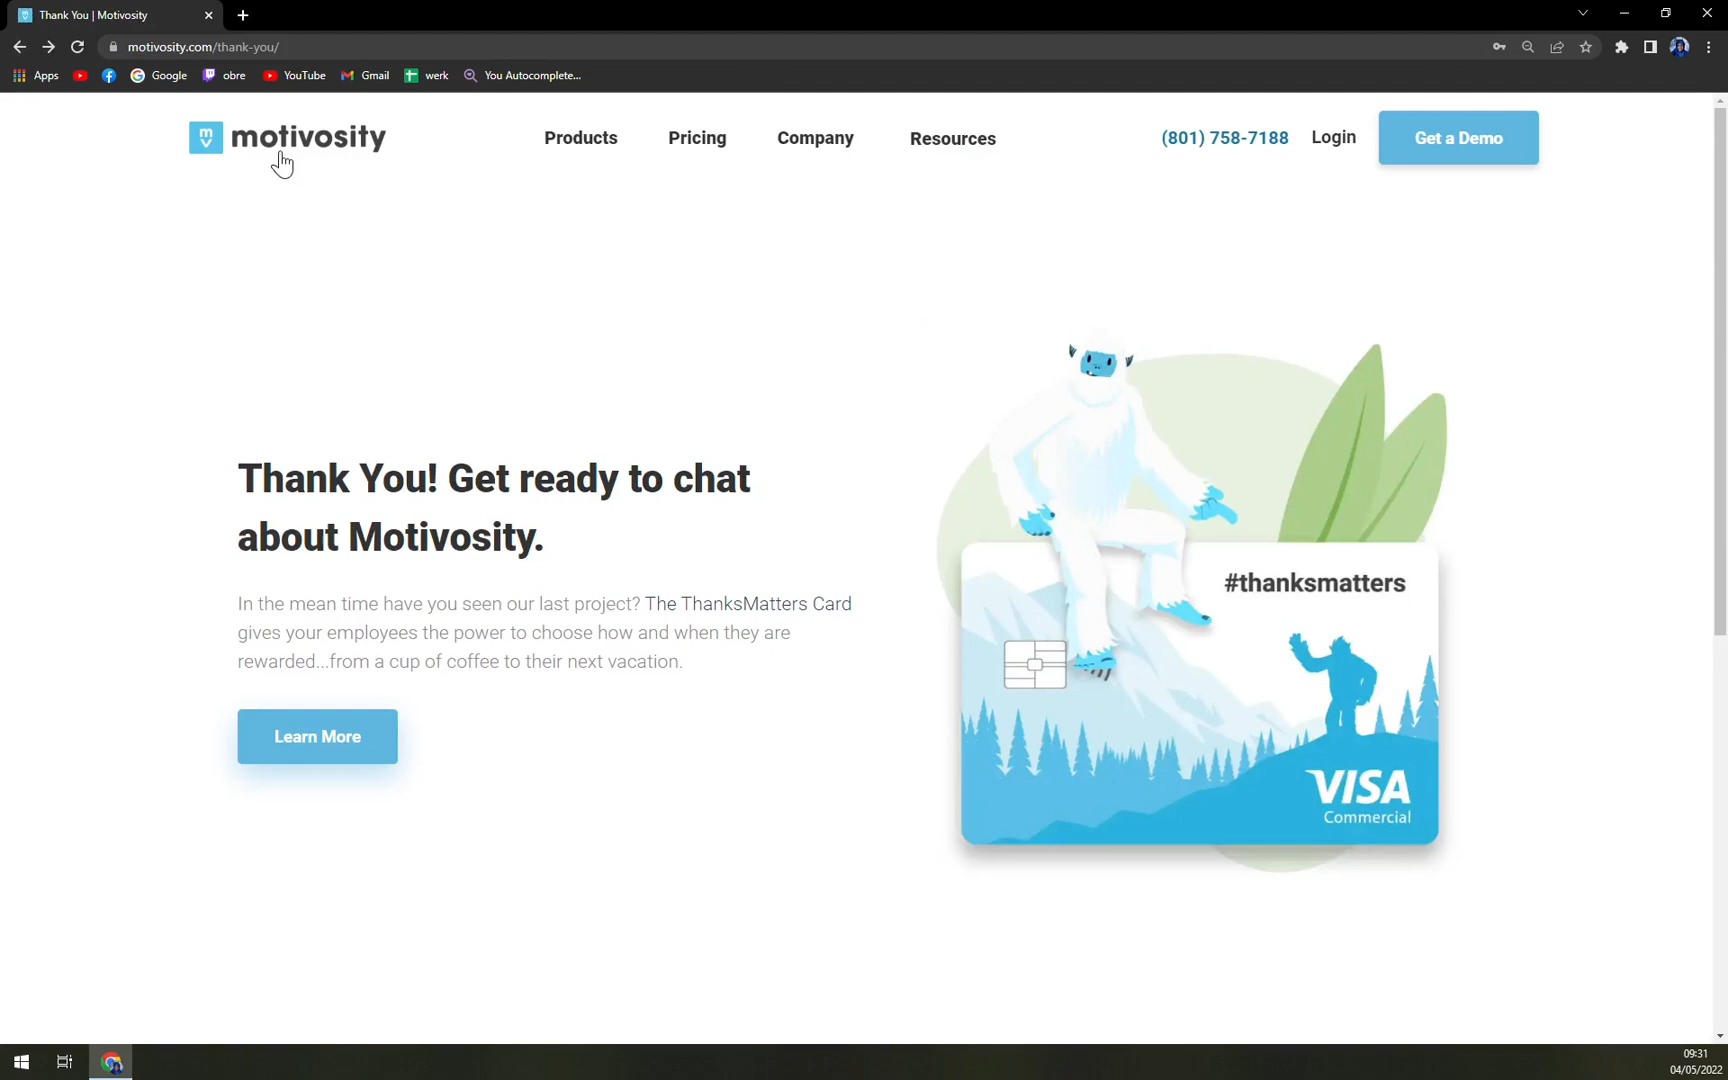 Thank You | Motivosity
motivosity.com/thank-you/
Apps
Google
obre
YouTube
Gmail
werk
You Autocomplete...
mv
motivosity
Products
Pricing
Company
Resources
(801) 758-7188
Login
Get a Demo
Thank You! Get ready to chat
about Motivosity.
In the mean time have you seen our last project? The ThanksMatters Card
gives your employees the power to choose how and when they are
rewarded...from a cup of coffee to their next vacation.
Learn More
#thanksmatters
VISA
Commercial
09:31
04/05/2022